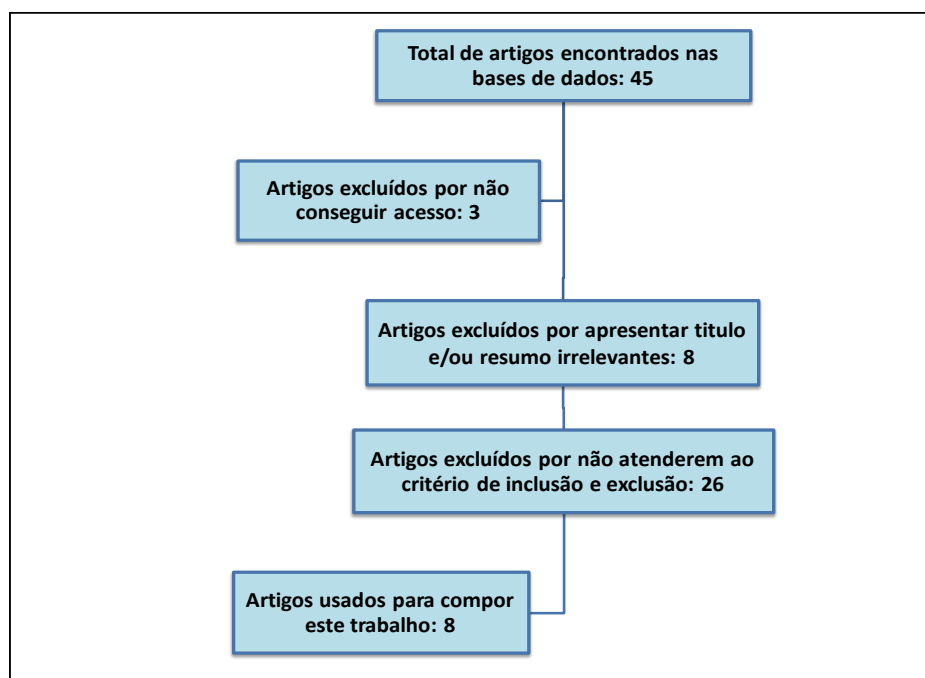 Total de artigos encontrados nas
bases de dados: 45
Artigos excluídos por não
conseguir acesso: 3
Artigos excluídos por apresentar titulo
e/ou resumo irrelevantes: 8
Artigos excluídos por não atenderem ao
critério de inclusão e exclusão: 26
Artigos usados para compor
este trabalho: 8